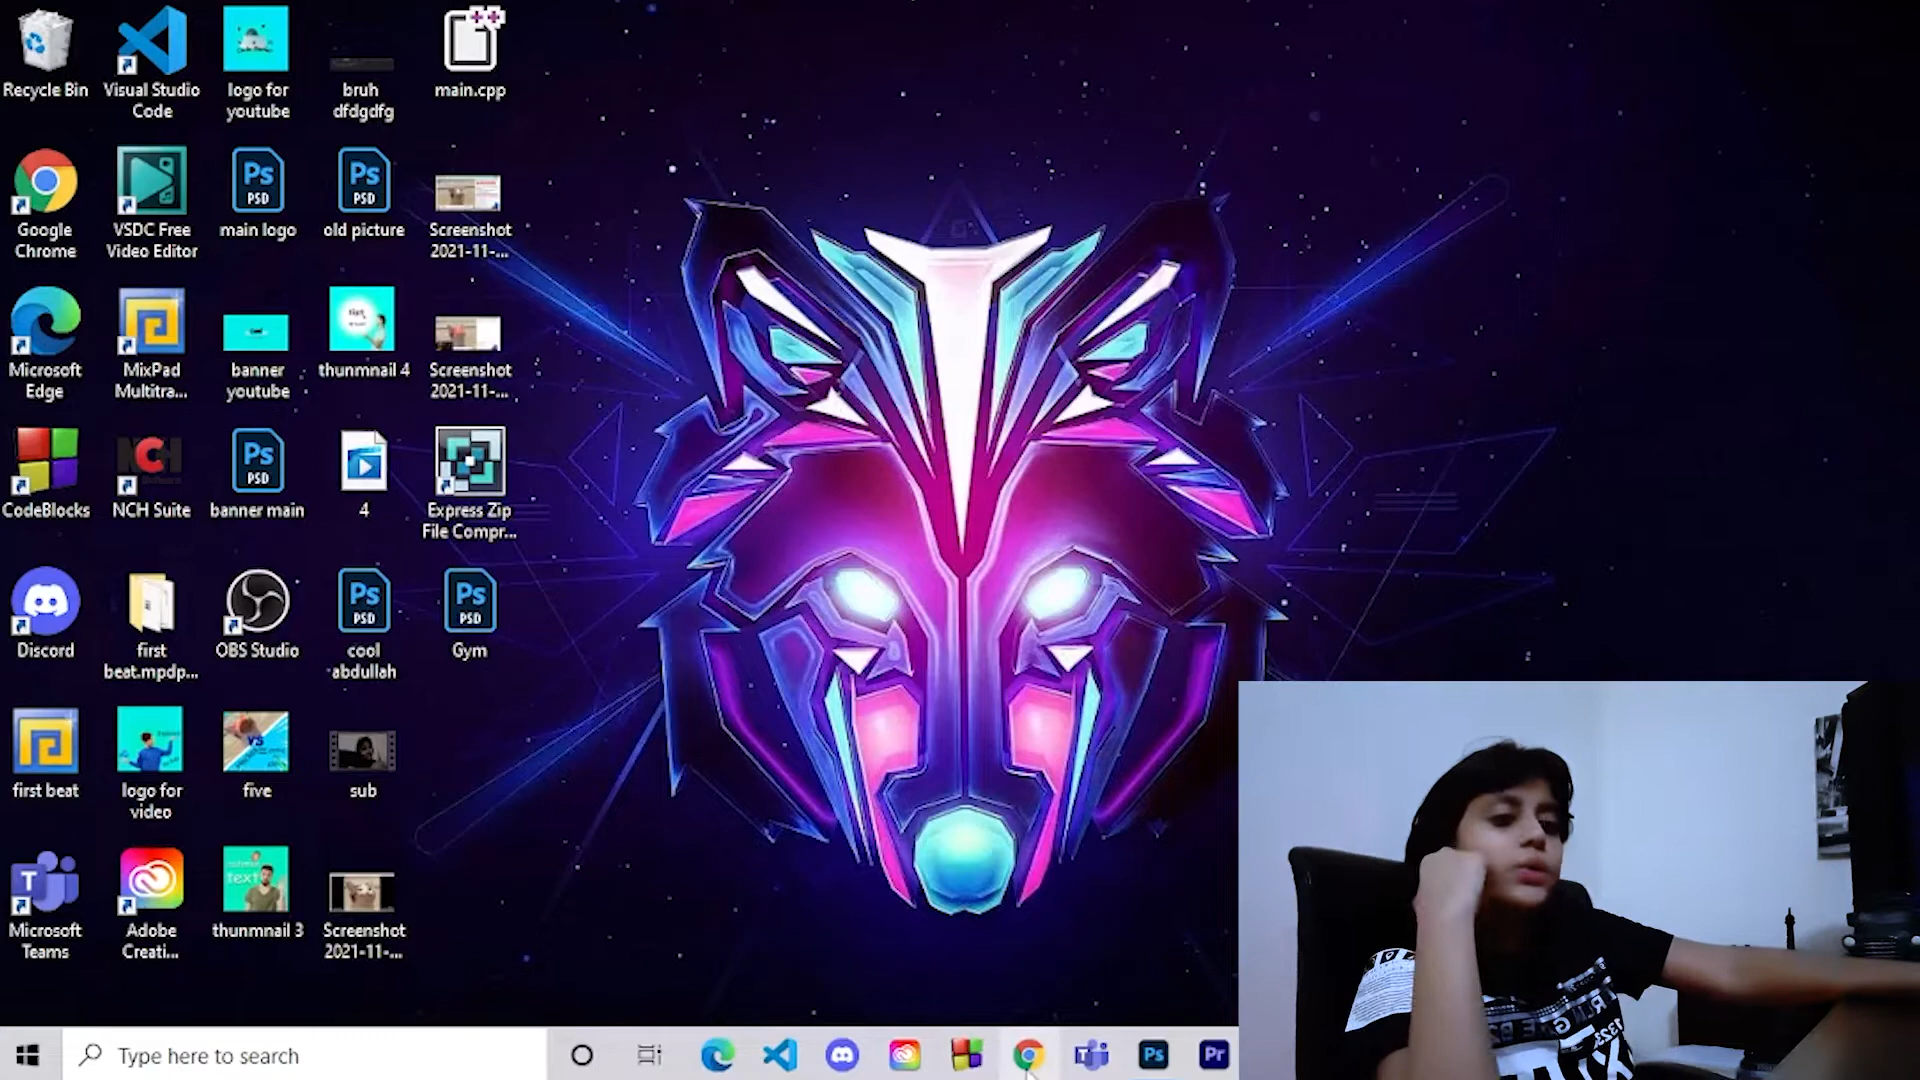 Recycle Bin
Visual Studio
Code
logo for
youtube
bruh
dfdgdfg
main.cpp
Ps
PSD
Ps
PSD
Google
Chrome
VSDC Free
Video Editor
main logo
old picture
Screenshot
2021-11-...
Microsoft
Edge
MixPad
Multitra...
banner
youtube
thunmnail 4
Screenshot
2021-11-...
NCH
Ps
PSD
CodeBlocks
NCH Suite
banner main
4
Express Zip
File Compr...
Ps
PSD
Ps
PSD
Discord
first
beat.mpdp...
OBS Studio
cool
abdullah
Gym
VS
first beat
logo for
video
five
sub
T
text
Microsoft
Teams
Adobe
Creati...
thunmnail 3
Screenshot
2021-11-...
Type here to search
T
Ps
Pr